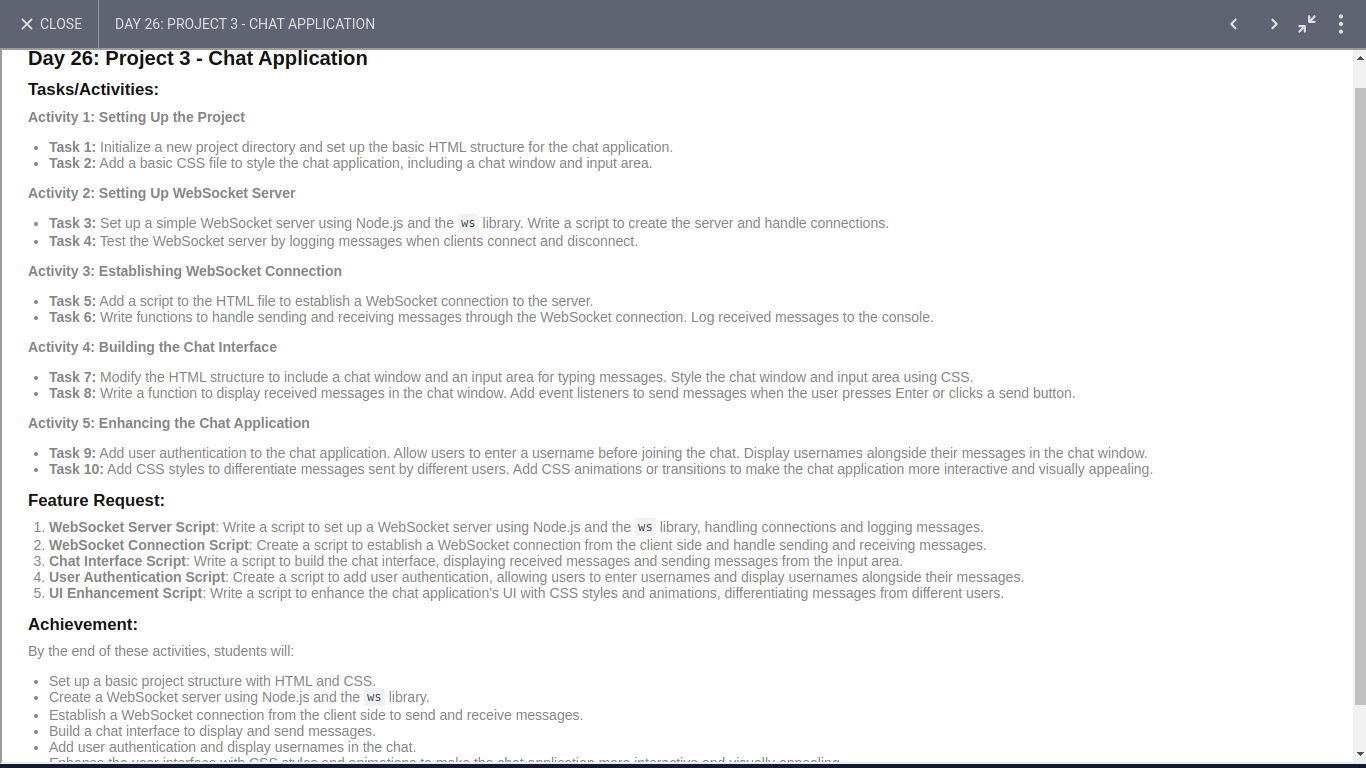 CLOSE DAY 26: PROJECT 3 - CHAT APPLICATION
Day 26: Project 3 - Chat Application
Tasks/Activities:
Activity 1: Setting Up the Project
• Task 1: Initialize a new project directory and set up the basic HTML structure for the chat application.
• Task 2: Add a basic CSS file to style the chat application, including a chat window and input area.
Activity 2: Setting Up WebSocket Server
• Task 3: Set up a simple WebSocket server using Node.js and the ws library. Write a script to create the server and handle connections.
• Task 4: Test the WebSocket server by logging messages when clients connect and disconnect.
Activity 3: Establishing WebSocket Connection
• Task 5: Add a script to the HTML file to establish a WebSocket connection to the server.
• Task 6: Write functions to handle sending and receiving messages through the WebSocket connection. Log received messages to the console.
Activity 4: Building the Chat Interface
• Task 7: Modify the HTML structure to include a chat window and an input area for typing messages. Style the chat window and input area using CSS.
• Task 8: Write a function to display received messages in the chat window. Add event listeners to send messages when the user presses Enter or clicks a send button.
Activity 5: Enhancing the Chat Application
• Task 9: Add user authentication to the chat application. Allow users to enter a username before joining the chat. Display usernames alongside their messages in the chat window.
• Task 10: Add CSS styles to differentiate messages sent by different users. Add CSS animations or transitions to make the chat application more interactive and visually appealing.
Feature Request:
1. WebSocket Server Script: Write a script to set up a WebSocket server using Node.js and the ws library, handling connections and logging messages.
2. WebSocket Connection Script: Create a script to establish a WebSocket connection from the client side and handle sending and receiving messages.
3. Chat Interface Script: Write a script to build the chat interface, displaying received messages and sending messages from the input area.
4. User Authentication Script: Create a script to add user authentication, allowing users to enter usernames and display usernames alongside their messages.
5. UI Enhancement Script: Write a script to enhance the chat application's UI with CSS styles and animations, differentiating messages from different users.
Achievement:
By the end of these activities, students will:
• Set up a basic project structure with HTML and CSS.
• Create a WebSocket server using Node.js and the ws library.
• Establish a WebSocket connection from the client side to send and receive messages.
• Build a chat interface to display and send messages.
• Add user authentication and display usernames in the chat.
Enhance the user interface with CSS styles and animations to make the chat application more interactive and visually appealing.